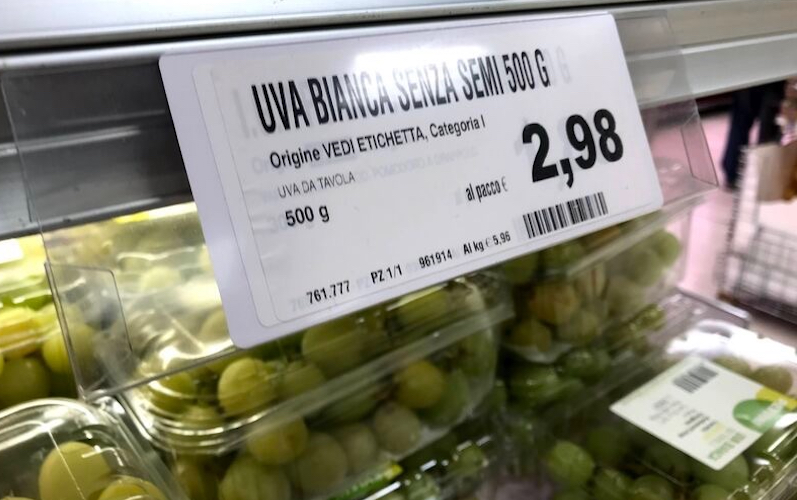 UVA BIANCA SENZA SEMI 500 G
Origine VEDI ETICHETTA, Categoria I
UVA DA TAVOLA
500 g
al pacco €
2,98
761.777 PZ 1/1 961914 Al kg € 5,96